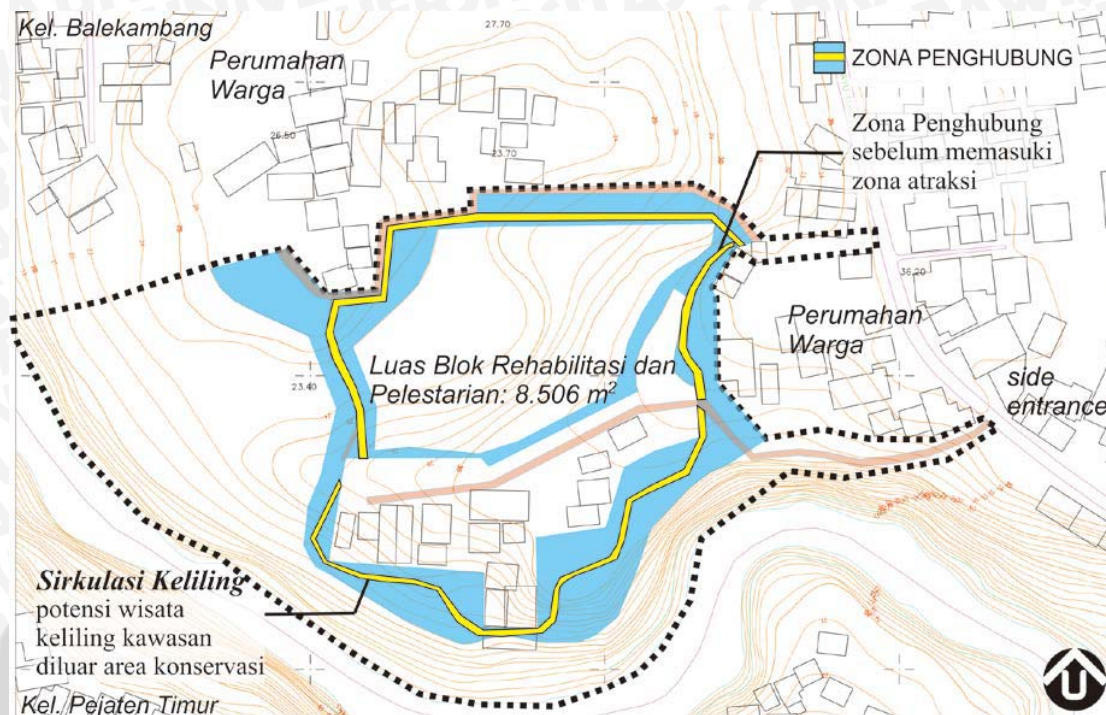 Kel. Balekambang
27.70
Perumahan
Warga
ZONA PENGHUBUNG
Zona Penghubung
sebelum memasuki
zona atraksi
26.50
23.70
36.20
Perumahan
Warga
Luas Blok Rehabilitasi dan
Pelestarian: 8.506 m²
23.40
side
entrance
Sirkulasi Keliling
potensi wisata
keliling kawasan
diluar area konservasi
Kel. Pejaten Timur
U